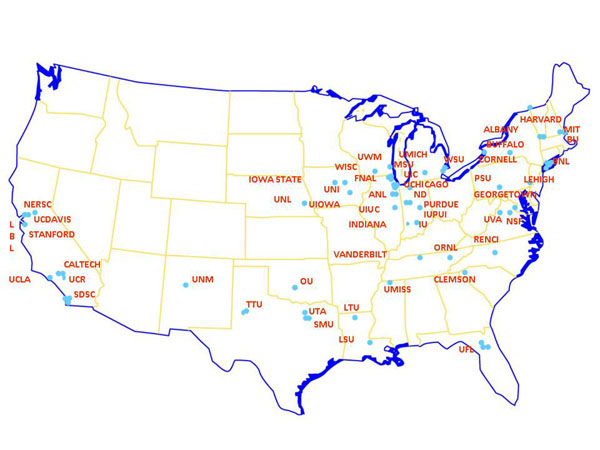 HARVARD
ALBANY
MIT
BU
BUFFALO
UWM
UMICH
WSU
CORNELL
BNL
MSU
WISC
UIC
FNAL
IOWA STATE
PSU
LEHIGH
UCHICAGO
UNI
ANL
ND
GEORGETOWN
UNL
UIOWA
PURDUE
NERSC
UIUC
IUPUI
UCDAVIS
UVA
NSF
L
B
L
INDIANA
IU
STANFORD
RENCI
ORNL
VANDERBILT
CALTECH
UCLA
UCR
UNM
OU
UMISS
CLEMSON
SDSC
TTU
UTA
LTU
SMU
LSU
UFL